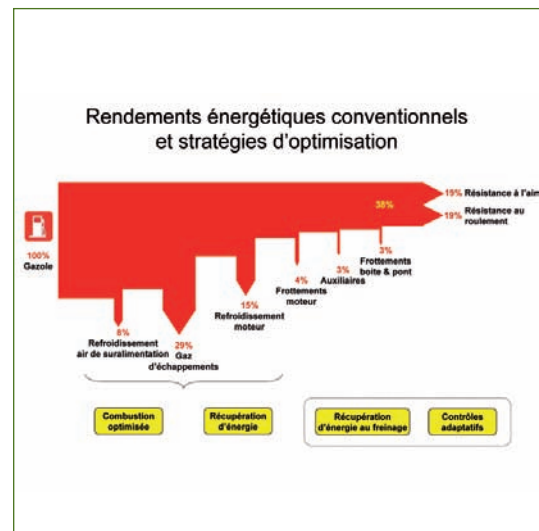 Rendements énergétiques conventionnels
et stratégies d'optimisation
19% Résistance à l'air
38%
19% Résistance au
roulement
100%
Gazole
3%
Frottements
boite & pont
3%
Auxiliaires
4%
Frottements
moteur
15%
Refroidissement
moteur
8%
Refroidissement
air de suralimentation
29%
Gaz
d'échappements
Combustion
optimisée
Récupération
d'énergie
Récupération
d'énergie au freinage
Contrôles
adaptatifs